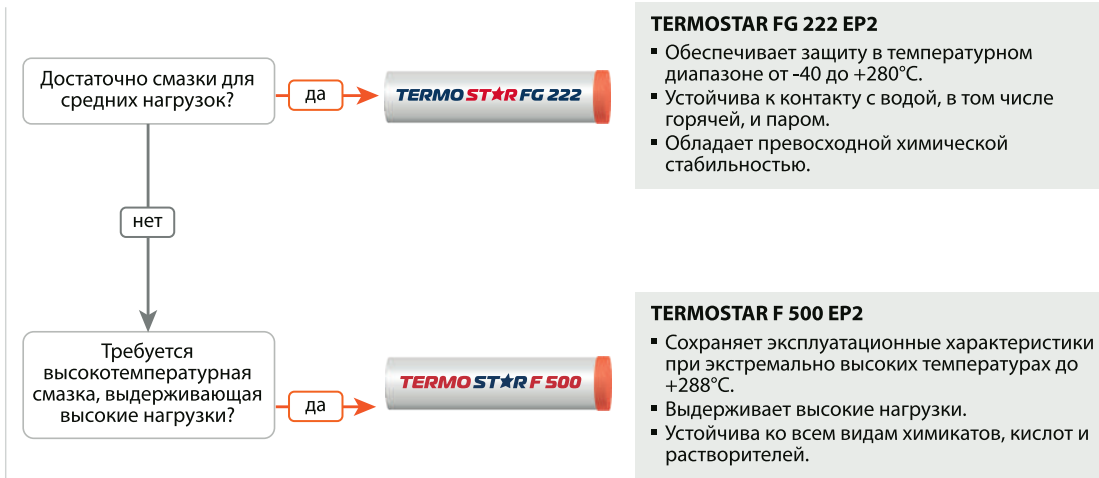 Достаточно смазки для
средних нагрузок?
да
TERMOSTAR FG 222
TERMOSTAR FG 222 EP2
▪ Обеспечивает защиту в температурном
диапазоне от -40 до +280°C.
▪ Устойчива к контакту с водой, в том числе
горячей, и паром.
▪ Обладает превосходной химической
стабильностью.
нет
Требуется
высокотемпературная
смазка, выдерживающая
высокие нагрузки?
да
TERMO ST★R F 500
TERMOSTAR F 500 EP2
▪ Сохраняет эксплуатационные характеристики
при экстремально высоких температурах до
+288°C.
▪ Выдерживает высокие нагрузки.
▪ Устойчива ко всем видам химикатов, кислот и
растворителей.